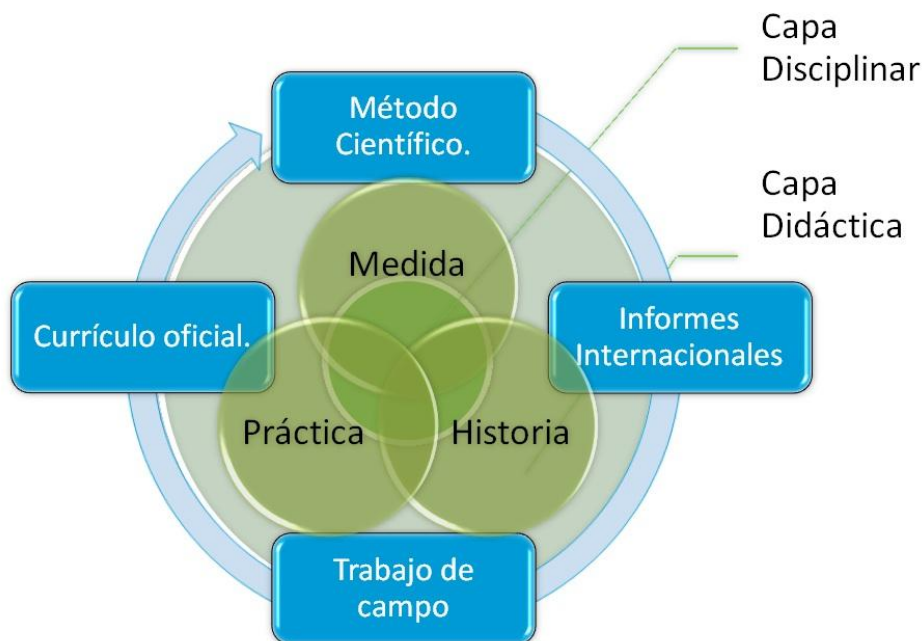 Capa
Disciplinar
Método
Científico.
Capa
Didáctica
Medida
Currículo oficial.
Informes
Internacionales
Práctica
Historia
Trabajo de
campo